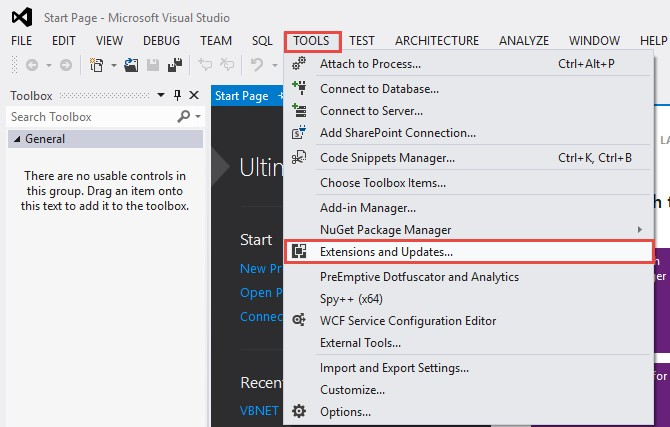 Start Page - Microsoft Visual Studio
FILE EDIT VIEW DEBUG TEAM SQL TOOLS TEST ARCHITECTURE ANALYZE WINDOW HELP
Toolbox
Search Toolbox
General
There are no usable controls in
this group. Drag an item onto
this text to add it to the toolbox.
Start Page
Ultin
Start
New Pr
Open P
Connec
Recen
VBNET
Attach to Process... Ctrl+Alt+P
Connect to Database...
Connect to Server...
Add SharePoint Connection...
Code Snippets Manager... Ctrl+K, Ctrl+B
Choose Toolbox Items...
Add-in Manager...
NuGet Package Manager
Extensions and Updates...
PreEmptive Dotfuscator and Analytics
Spy++ (x64)
WCF Service Configuration Editor
External Tools...
Import and Export Settings...
Customize...
Options...
LA
h t
n
ger
for